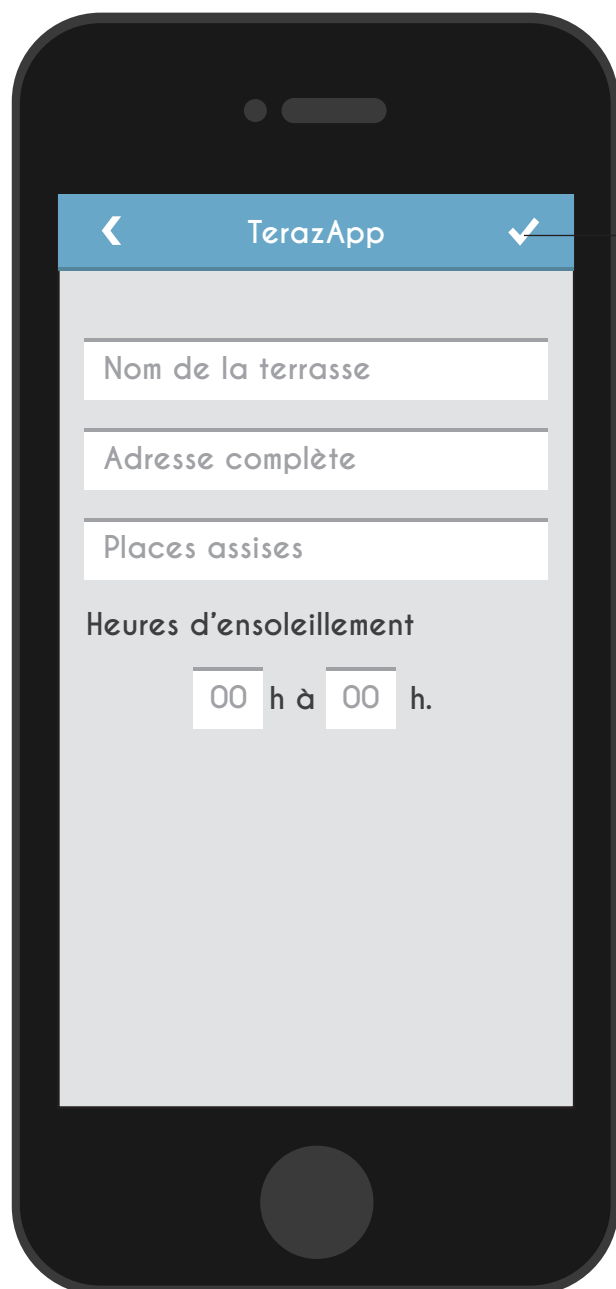 TerazApp
Nom de la terrasse
Adresse complète
Places assises
Heures d'ensoleillement
00 h à 00 h.